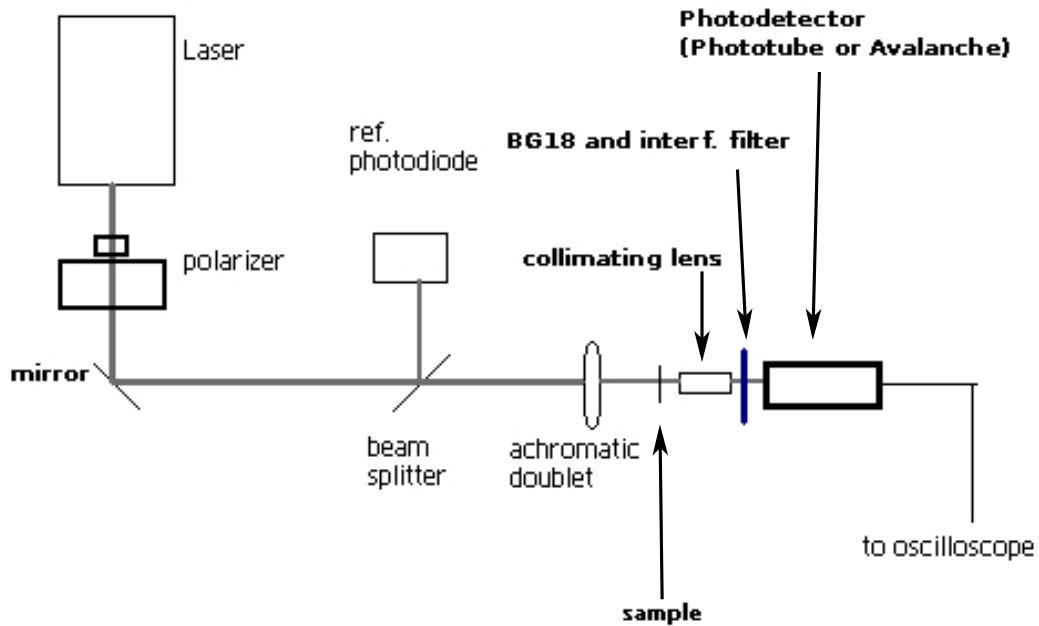 Photodetector
(Phototube or Avalanche)
Laser
ref.
photodiode
BG18 and interf. filter
polarizer
collimating lens
mirror
beam
splitter
achromatic
doublet
to oscilloscope
sample